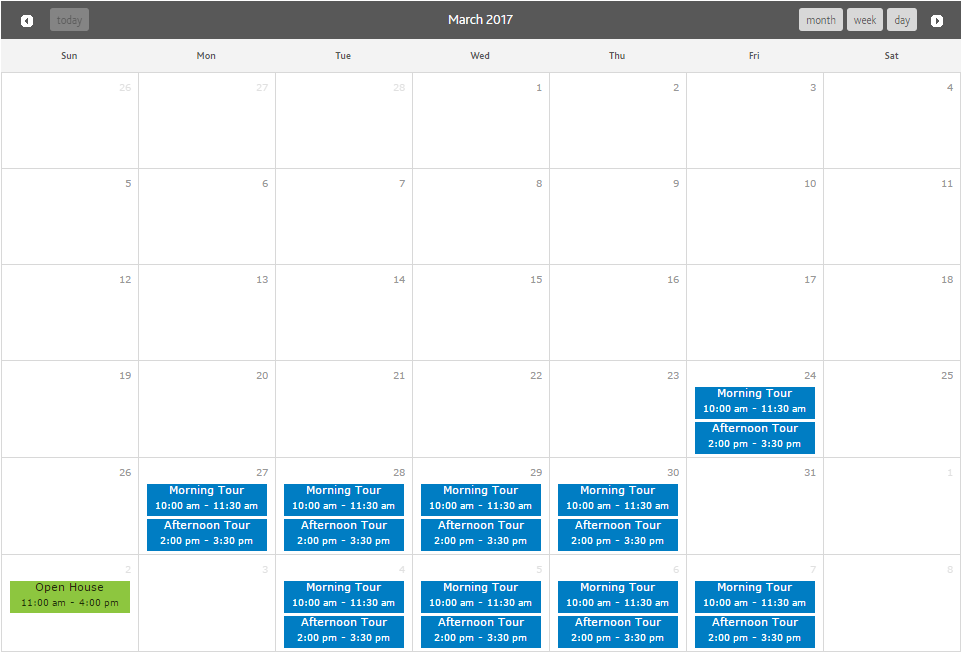 today March 2017 month week day
Sun Mon Tue Wed Thu Fri Sat
26 27 28 1 2 3 4
5 6 7 8 9 10 11
12 13 14 15 16 17 18
19 20 21 22 23 24 25
Morning Tour
10:00 am - 11:30 am
Afternoon Tour
2:00 pm - 3:30 pm
26 27 28 29 30 31 1
Morning Tour Morning Tour Morning Tour Morning Tour
10:00 am - 11:30 am 10:00 am - 11:30 am 10:00 am - 11:30 am 10:00 am - 11:30 am
Afternoon Tour Afternoon Tour Afternoon Tour Afternoon Tour
2:00 pm - 3:30 pm 2:00 pm - 3:30 pm 2:00 pm - 3:30 pm 2:00 pm - 3:30 pm
2 3 4 5 6 7 8
Open House Morning Tour Morning Tour Morning Tour Morning Tour
11:00 am - 4:00 pm 10:00 am - 11:30 am 10:00 am - 11:30 am 10:00 am - 11:30 am 10:00 am - 11:30 am
Afternoon Tour Afternoon Tour Afternoon Tour Afternoon Tour
2:00 pm - 3:30 pm 2:00 pm - 3:30 pm 2:00 pm - 3:30 pm 2:00 pm - 3:30 pm